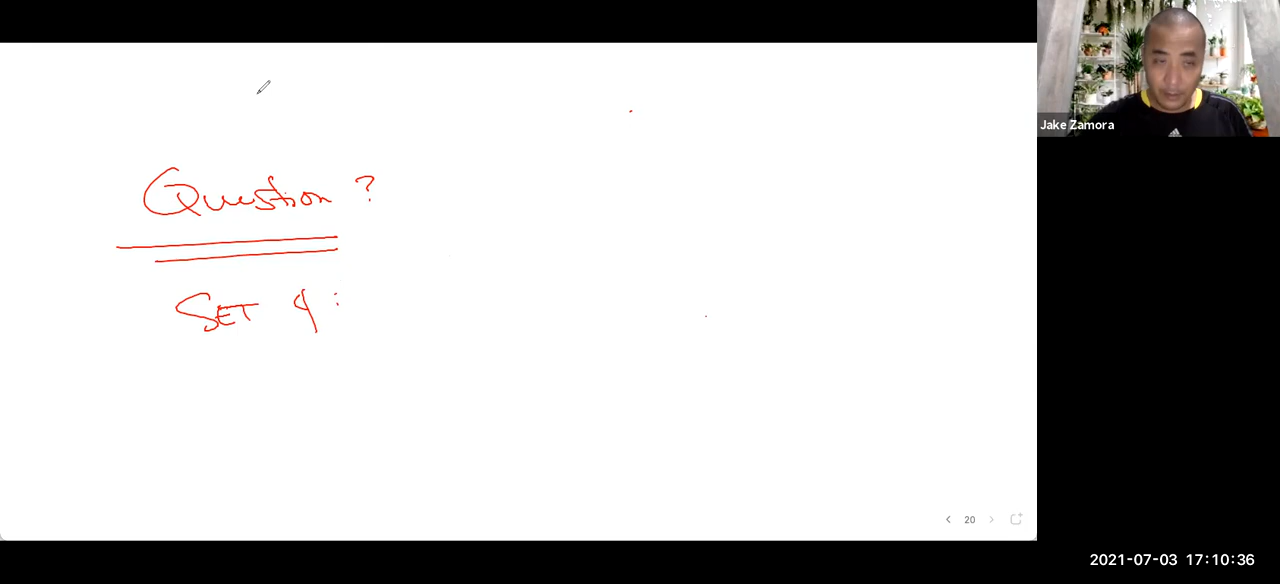 Jake Zamora
Question ?
SET 4 :
20
2021-07-03 17:10:36